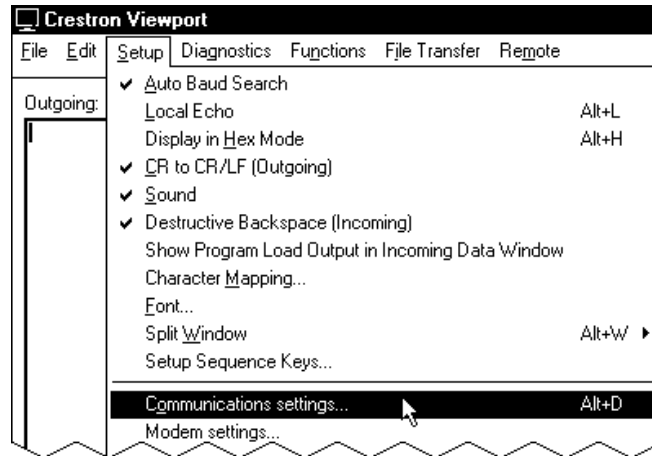 Crestron Viewport
File Edit Setup Diagnostics Functions File Transfer Remote
Outgoing:
✓ Auto Baud Search
Local Echo Alt+L
Display in Hex Mode Alt+H
✓ CR to CR/LF (Outgoing)
✓ Sound
✓ Destructive Backspace (Incoming)
Show Program Load Output in Incoming Data Window
Character Mapping...
Font...
Split Window Alt+W
Setup Sequence Keys...
Communications settings... Alt+D
Modem settings...